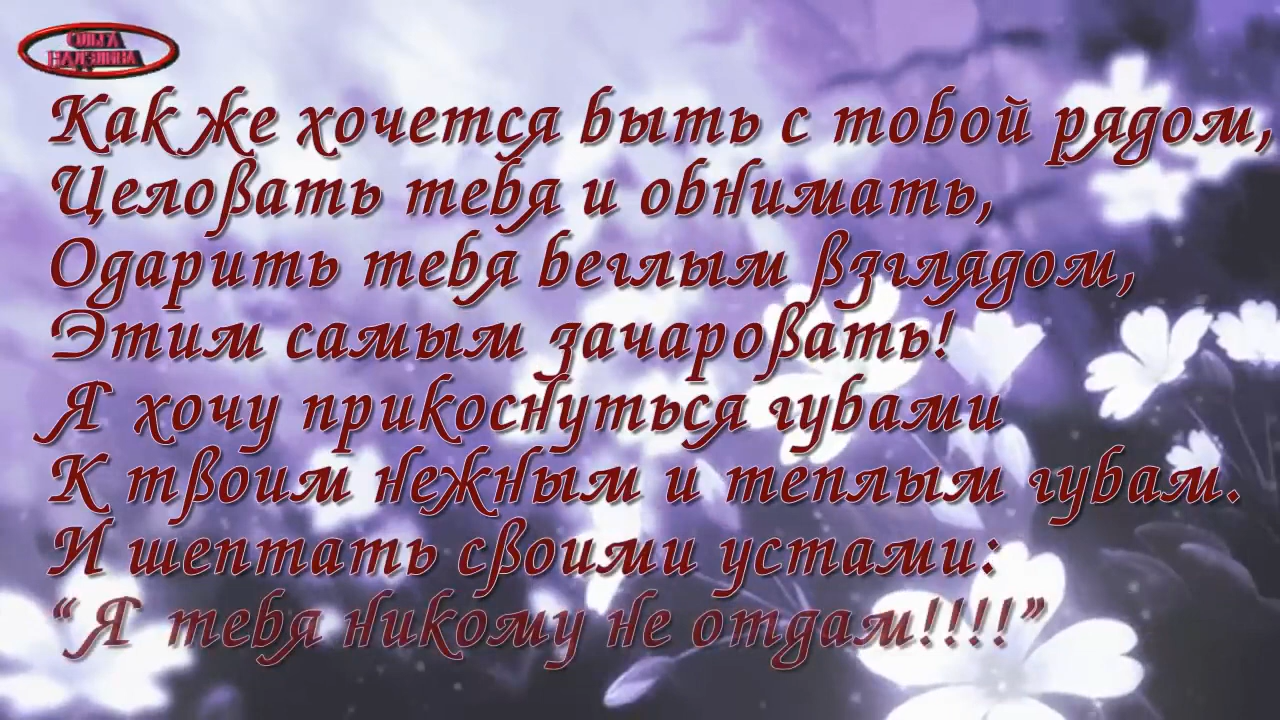 Как же хочется быть с тобой рядом,
Целовать тебя и обнимать,
Одарить тебя беглым взглядом,
Этим самым зачаровать!
Я хочу прикоснуться губами
К твоим нежным и теплым губам.
И шептать своими устами:
“Я тебя никому не отдам!!!!”